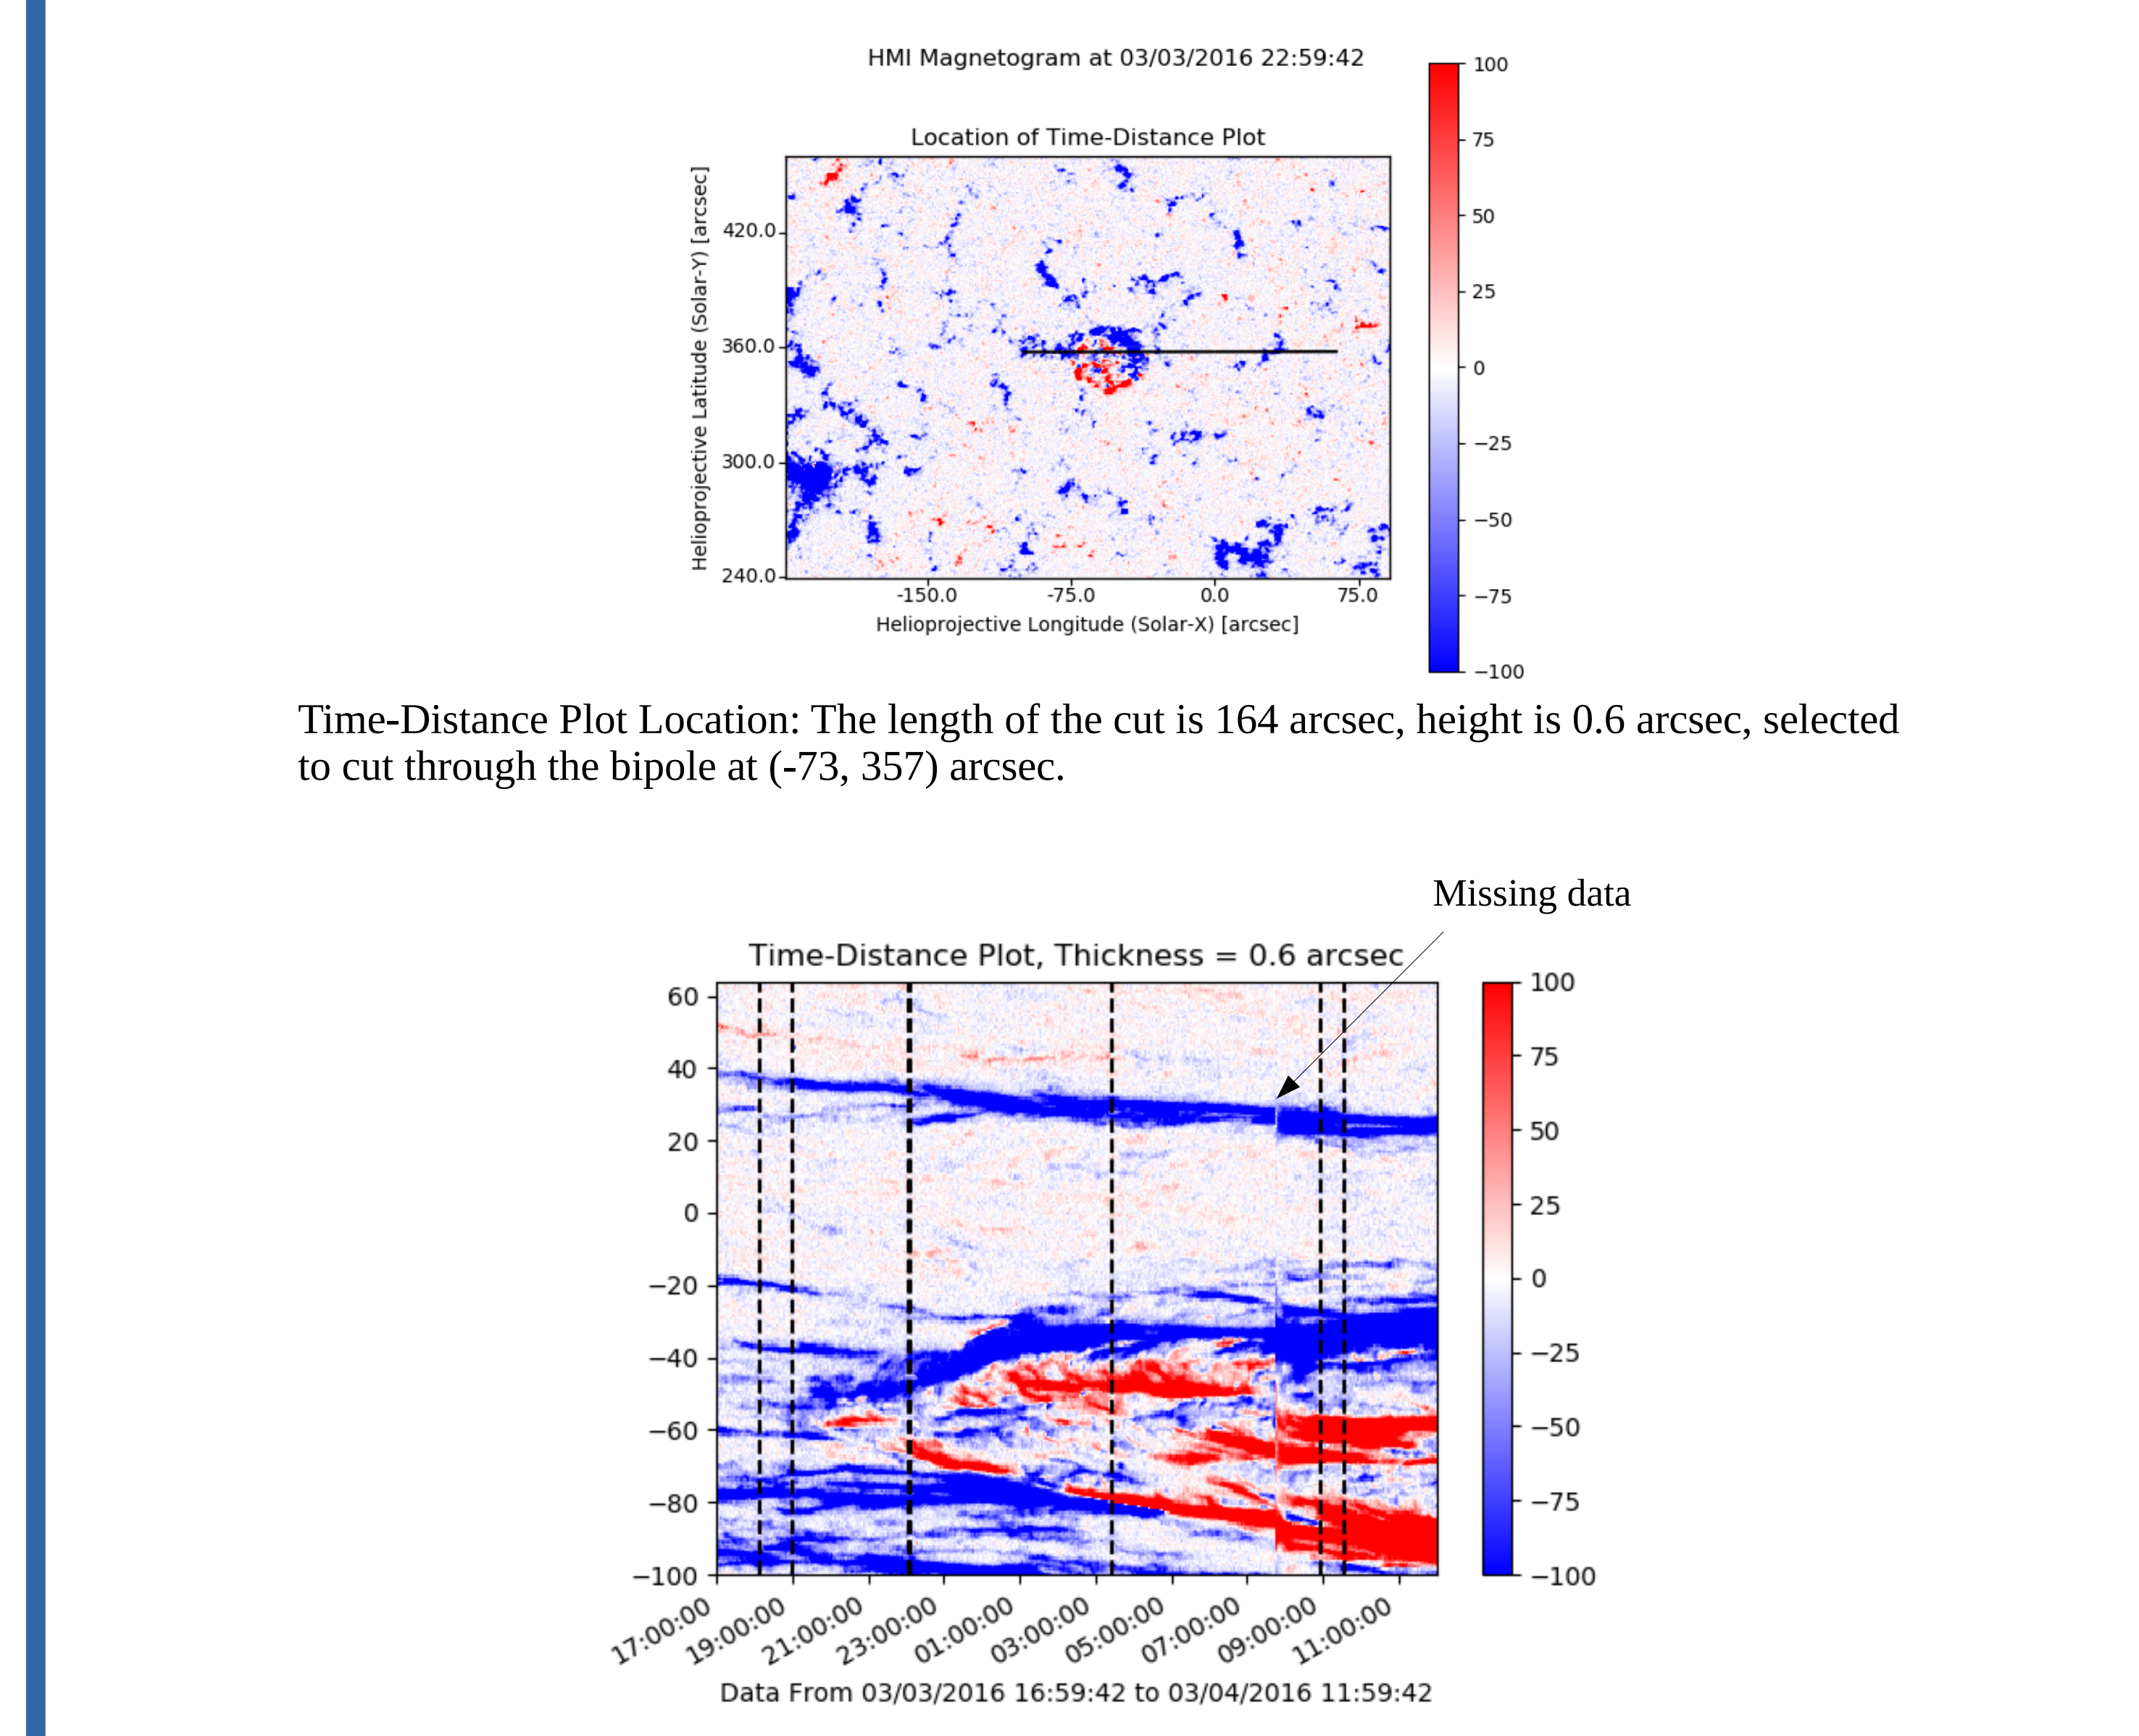 HMI Magnetogram at 03/03/2016 22:59:42
Location of Time-Distance Plot
Helioprojective Latitude (Solar-Y) [arcsec]
420.0
360.0
300.0
240.0
-150.0 -75.0 0.0 75.0
Helioprojective Longitude (Solar-X) [arcsec]
100
75
50
25
0
−25
−50
−75
−100
Time-Distance Plot Location: The length of the cut is 164 arcsec, height is 0.6 arcsec, selected
to cut through the bipole at (-73, 357) arcsec.
Missing data
Time-Distance Plot, Thickness = 0.6 arcsec
60
40
20
0
−20
−40
−60
−80
−100
17:00:00 19:00:00 21:00:00 23:00:00 01:00:00 03:00:00 05:00:00 07:00:00 09:00:00 11:00:00
Data From 03/03/2016 16:59:42 to 03/04/2016 11:59:42
100
75
50
25
0
−25
−50
−75
−100